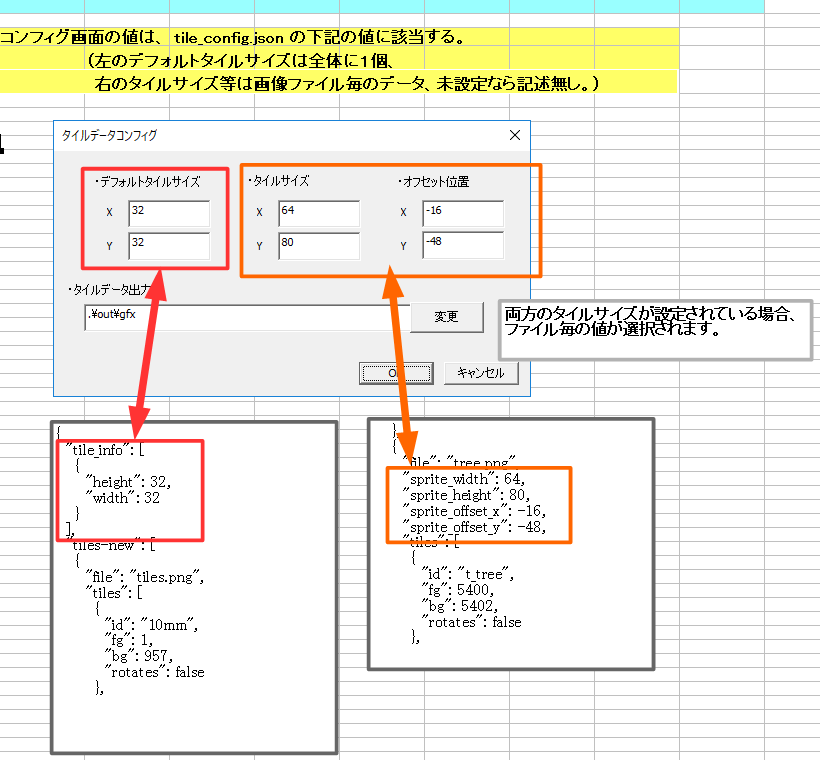 コンフィグ画面の値は、 tile_config.json の下記の値に該当する。
(左のデフォルトタイルサイズは全体に1個、
右のタイルサイズ等は画像ファイル毎のデータ、未設定なら記述無し。)
タイルデータコンフィグ
・デフォルトタイルサイズ
・タイルサイズ
・オフセット位置
X 32
X 64
X -16
Y 32
Y 80
Y -48
・タイルデータ出力
.¥out¥gfx
変更
両方のタイルサイズが設定されている場合、
ファイル毎の値が選択されます。
キャンセル
{
"tile_info": [
{
"height": 32,
"width": 32
}
],
"tiles-new": [
{
"file": "tiles.png",
"tiles": [
{
"id": "10mm",
"fg": 1,
"bg": 957,
"rotates": false
},
},
{
"file": "tree.png",
"sprite_width": 64,
"sprite_height": 80,
"sprite_offset_x": -16,
"sprite_offset_y": -48,
"tiles": [
{
"id": "t_tree",
"fg": 5400,
"bg": 5402,
"rotates": false
},